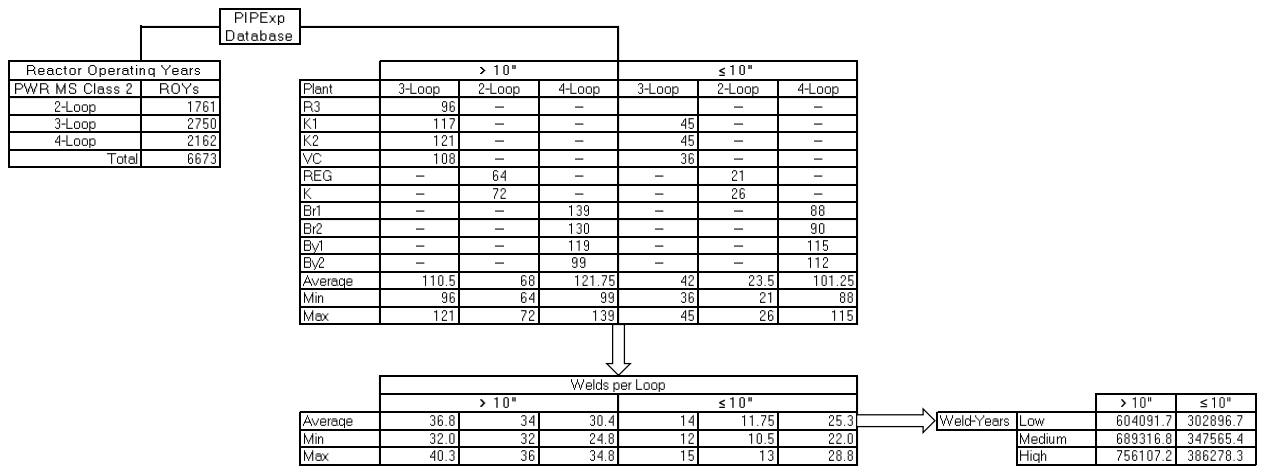 PIPExp
Database
Reactor Operating Years
PWR MS Class 2 ROYs
2-Loop 1761
3-Loop 2750
4-Loop 2162
Total 6673
> 10" ≤ 10"
Plant 3-Loop 2-Loop 4-Loop 3-Loop 2-Loop 4-Loop
R3 96 – – – – –
K1 117 – – 45 – –
K2 121 – – 45 – –
VC 108 – – 36 – –
REG – 64 – – 21 –
K – 72 – – 26 –
Br1 – – 139 – – 88
Br2 – – 130 – – 90
By1 – – 119 – – 115
By2 – – 99 – – 112
Average 110.5 68 121.75 42 23.5 101.25
Min 96 64 99 36 21 88
Max 121 72 139 45 26 115
Welds per Loop
> 10" ≤ 10"
Average 36.8 34 30.4 14 11.75 25.3
Min 32.0 32 24.8 12 10.5 22.0
Max 40.3 36 34.8 15 13 28.8
> 10" ≤ 10"
Weld-Years Low 604091.7 302896.7
Medium 689316.8 347565.4
High 756107.2 386278.3